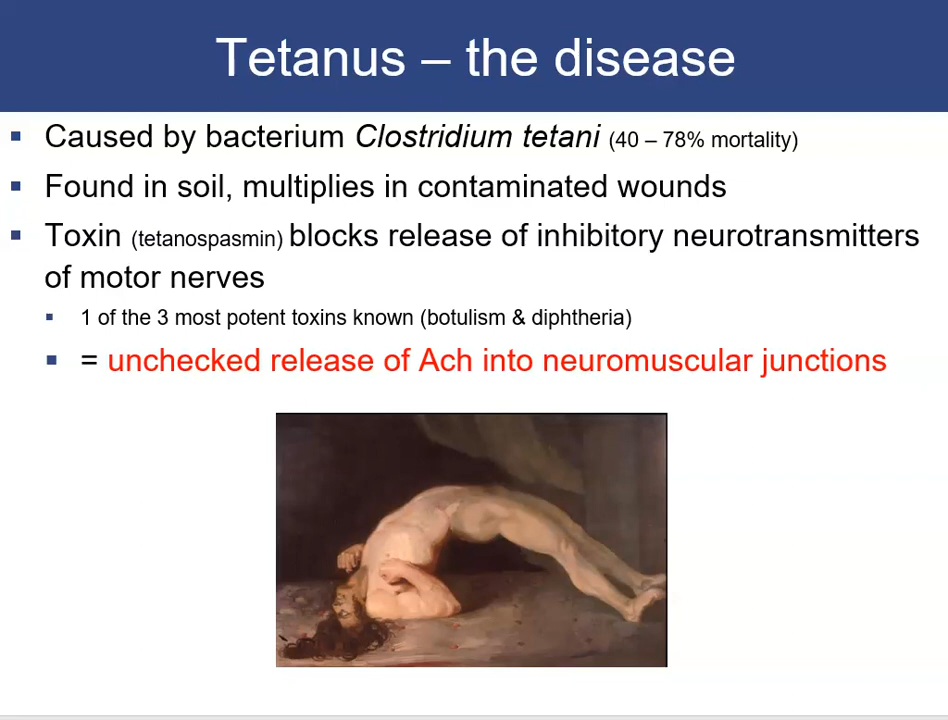 Tetanus – the disease
Caused by bacterium Clostridium tetani (40 – 78% mortality)
Found in soil, multiplies in contaminated wounds
Toxin (tetanospasmin) blocks release of inhibitory neurotransmitters
of motor nerves
1 of the 3 most potent toxins known (botulism & diphtheria)
= unchecked release of Ach into neuromuscular junctions